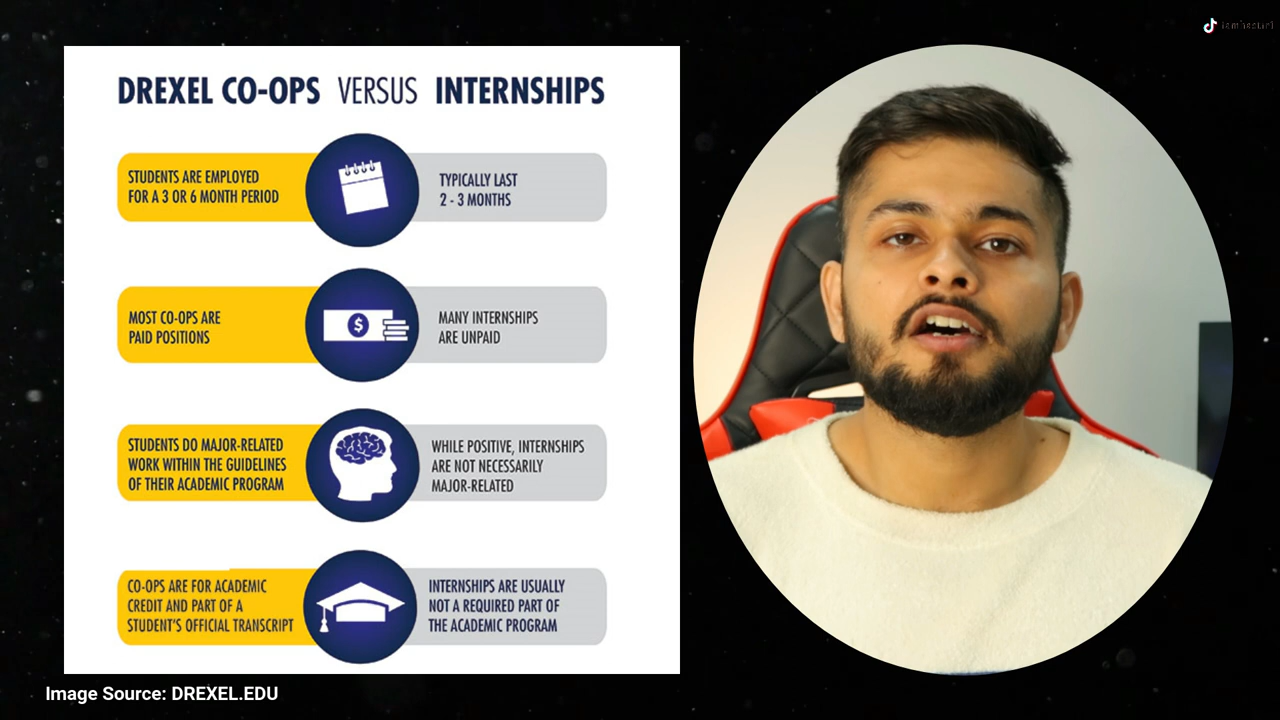 DREXEL CO-OPS VERSUS INTERNSHIPS
STUDENTS ARE EMPLOYED
FOR A 3 OR 6 MONTH PERIOD
TYPICALLY LAST
2 - 3 MONTHS
MOST CO-OPS ARE
PAID POSITIONS
MANY INTERNSHIPS
ARE UNPAID
STUDENTS DO MAJOR-RELATED
WORK WITHIN THE GUIDELINES
OF THEIR ACADEMIC PROGRAM
WHILE POSITIVE, INTERNSHIPS
ARE NOT NECESSARILY
MAJOR-RELATED
CO-OPS ARE FOR ACADEMIC
CREDIT AND PART OF A
STUDENT'S OFFICIAL TRANSCRIPT
INTERNSHIPS ARE USUALLY
NOT A REQUIRED PART OF
THE ACADEMIC PROGRAM
Image Source: DREXEL.EDU